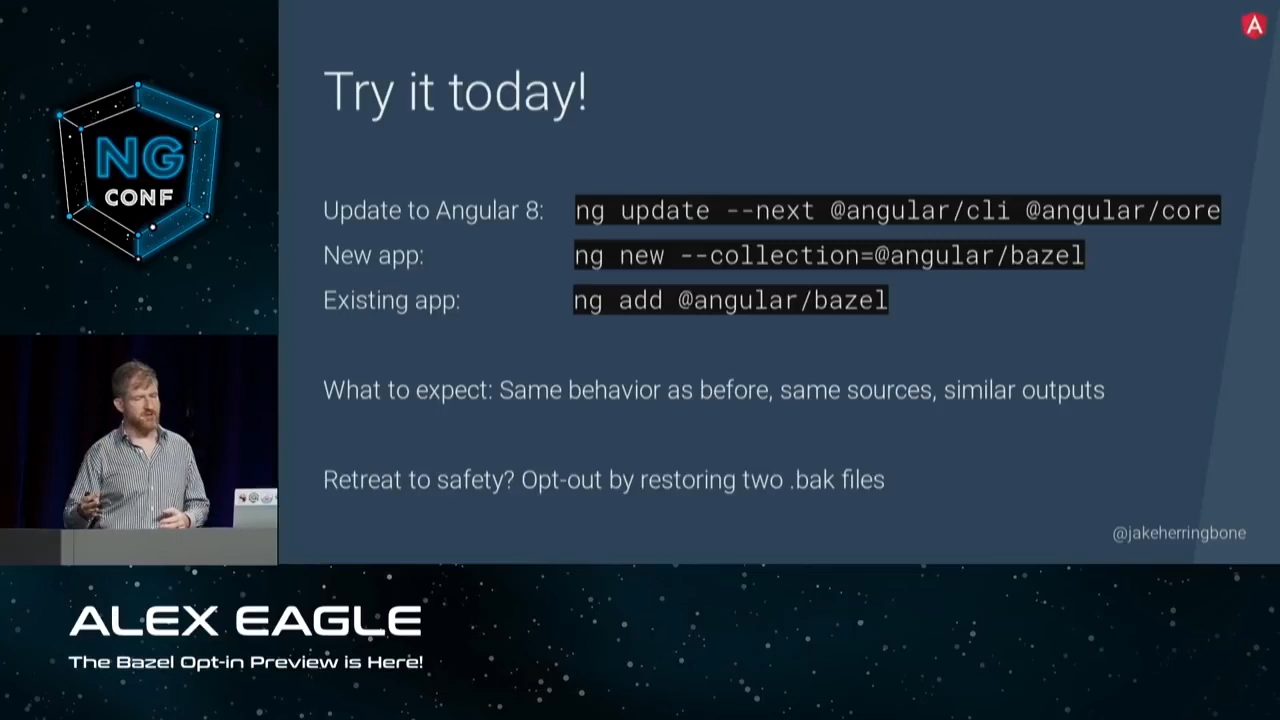 NG
CONF
Try it today!
Update to Angular 8: ng update --next @angular/cli @angular/core
New app: ng new --collection=@angular/bazel
Existing app: ng add @angular/bazel
What to expect: Same behavior as before, same sources, similar outputs
Retreat to safety? Opt-out by restoring two .bak files
@jakeherringbone
A
ALEX EAGLE
The Bazel Opt-in Preview is Here!